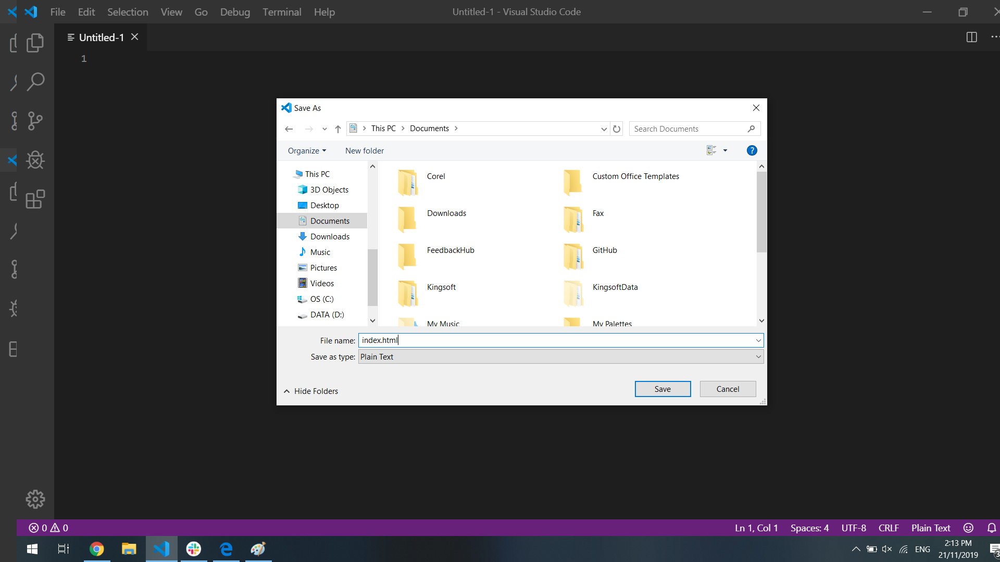 File Edit Selection View Go Debug Terminal Help
Untitled-1 - Visual Studio Code
Untitled-1
1
Save As
This PC Documents
Search Documents
Organize New folder
This PC
3D Objects
Desktop
Documents
Downloads
Music
Pictures
Videos
OS (C:)
DATA (D:)
Corel
Custom Office Templates
Downloads
Fax
FeedbackHub
GitHub
Kingsoft
KingsoftData
My Music
My Palettes
File name: index.html
Save as type: Plain Text
Hide Folders
Save
Cancel
0 0
Ln 1, Col 1 Spaces: 4 UTF-8 CRLF Plain Text
ENG
2:13 PM
21/11/2019
3